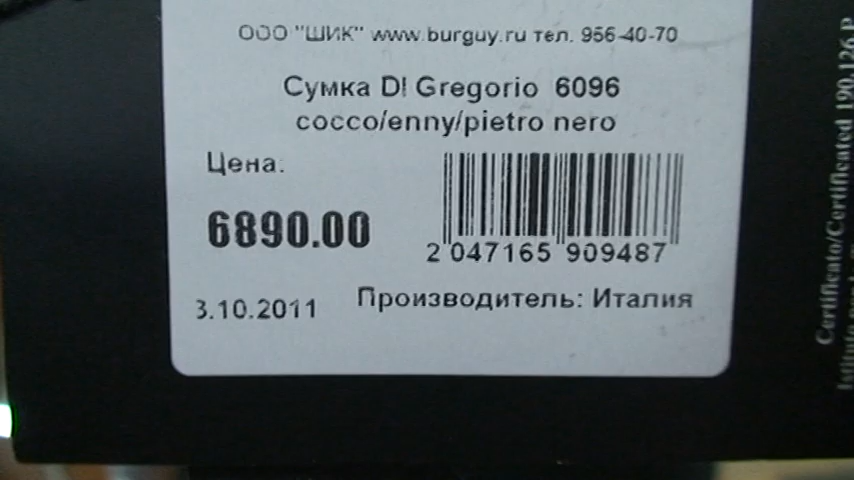 ООО "ШИК" www.burguy.ru тел. 956-40-70
Сумка DI Gregorio 6096
cocco/enny/pietro nero
Цена:
6890.00
2 047165 909487
3.10.2011
Производитель: Италия
Certificato/Certificated 190,126 P